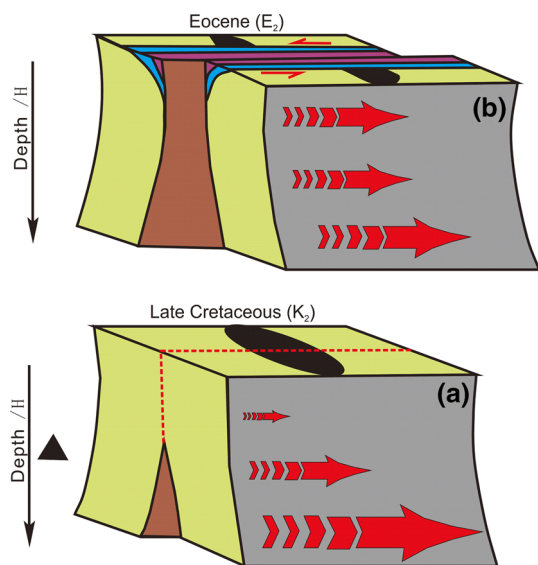 Eocene (E₂)
Depth /H
(b)
Late Cretaceous (K₂)
Depth /H
(a)